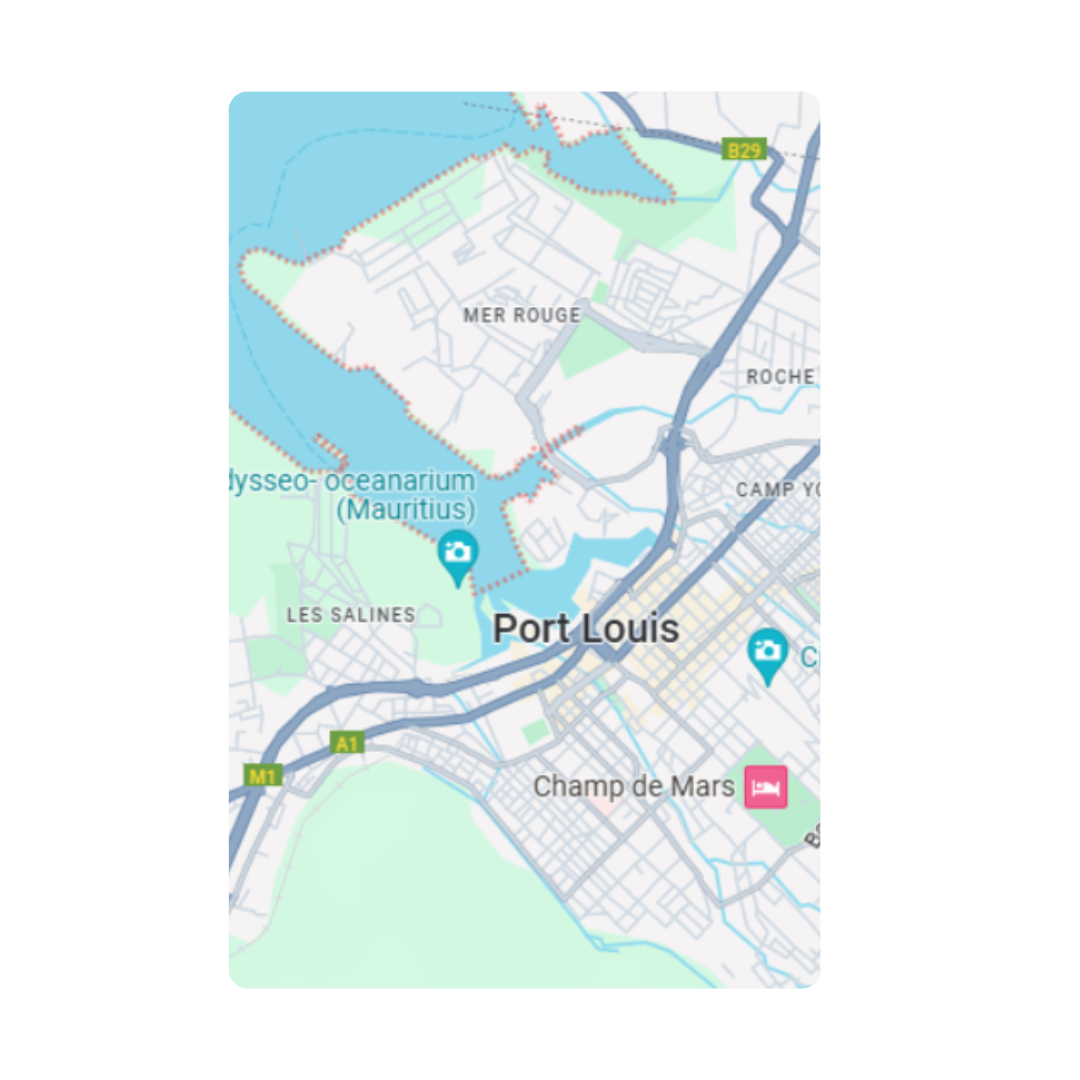 B29
MER ROUGE
ROCHE
dysseo- oceanarium
(Mauritius)
CAMP YO
LES SALINES
Port Louis
C
A1
M1
Champ de Mars